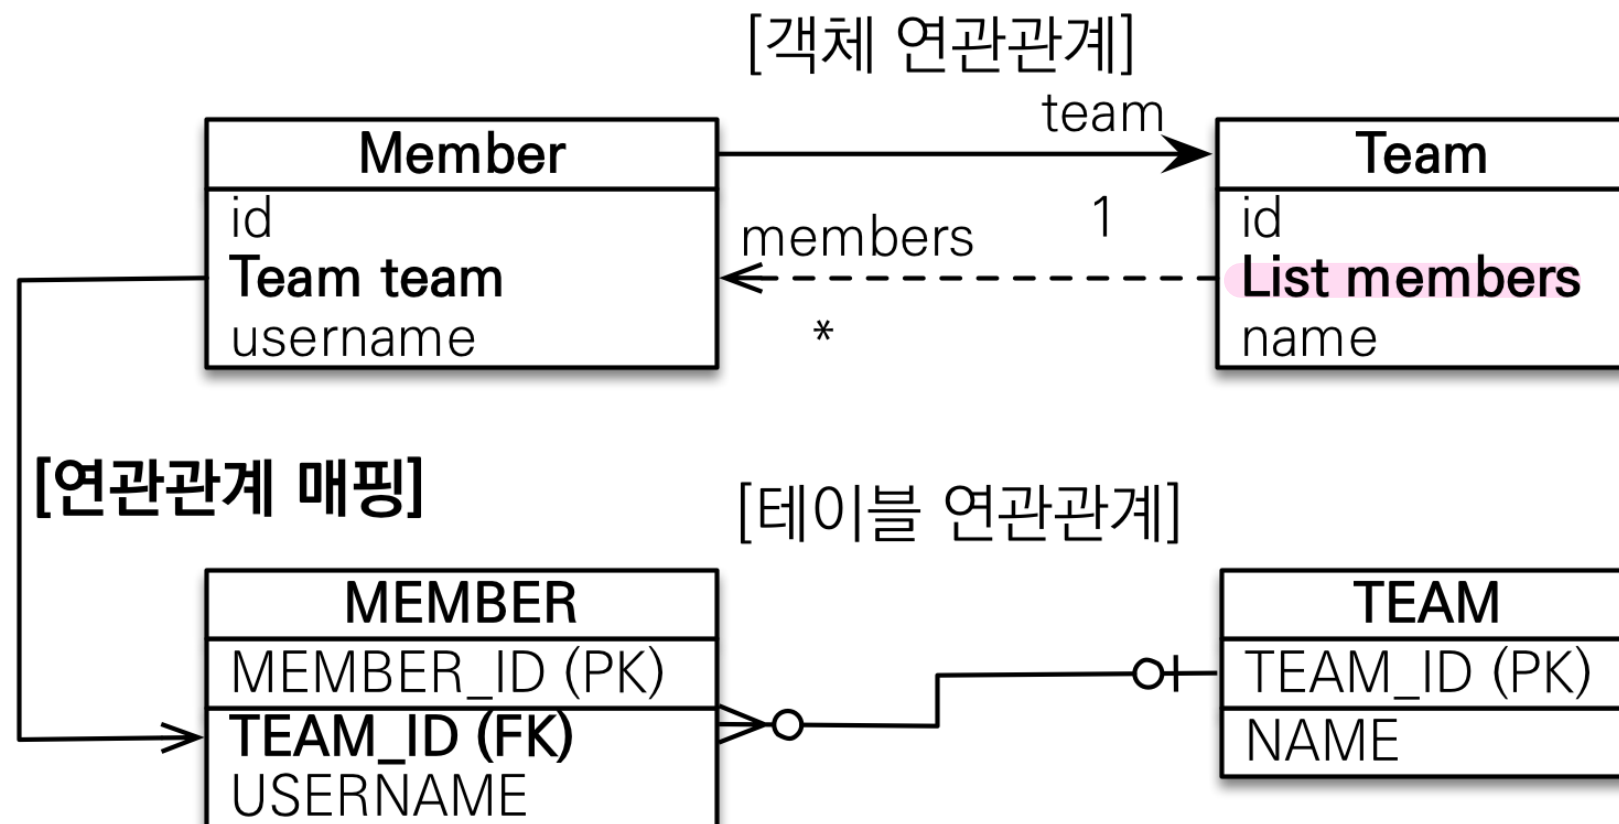 [객체 연관관계]
team
Member
Team
id
Team team
username
members
1
*
id
List members
name
[연관관계 매핑]
[테이블 연관관계]
MEMBER
MEMBER_ID (PK)
TEAM_ID (FK)
USERNAME
TEAM
TEAM_ID (PK)
NAME